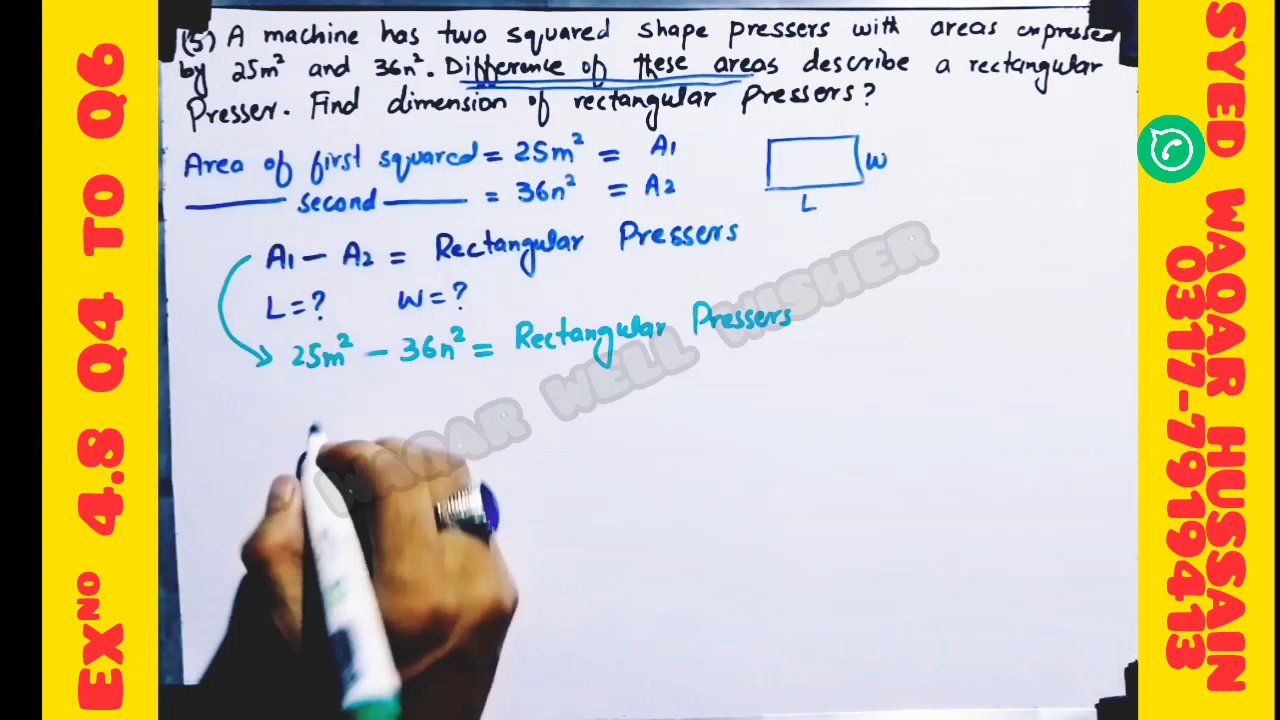 (5) A machine has two squared shape pressers with areas expressed
by 25m² and 36n². Difference of these areas describe a rectangular
Presser. Find dimension of rectangular Pressers?
Area of first squared = 25m² = A1
——— second ——— = 36n² = A2
W
L
A1 – A2 = Rectangular Pressers
L = ? W = ?
25m² – 36n² = Rectangular Pressers
WAQAR WELL WISHER
EXᴺᴼ 4.8 Q4 TO Q6
SYED WAQAR HUSSAIN
0317-7919413